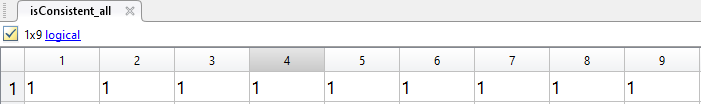 isConsistent_all ×
1x9 logical
1 2 3 4 5 6 7 8 9
1 1 1 1 1 1 1 1 1 1